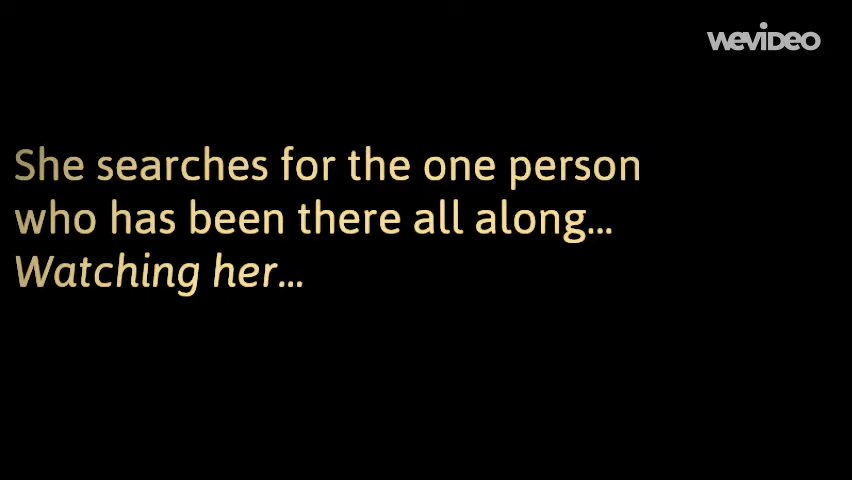 WeVIDEO
She searches for the one person
who has been there all along...
Watching her...